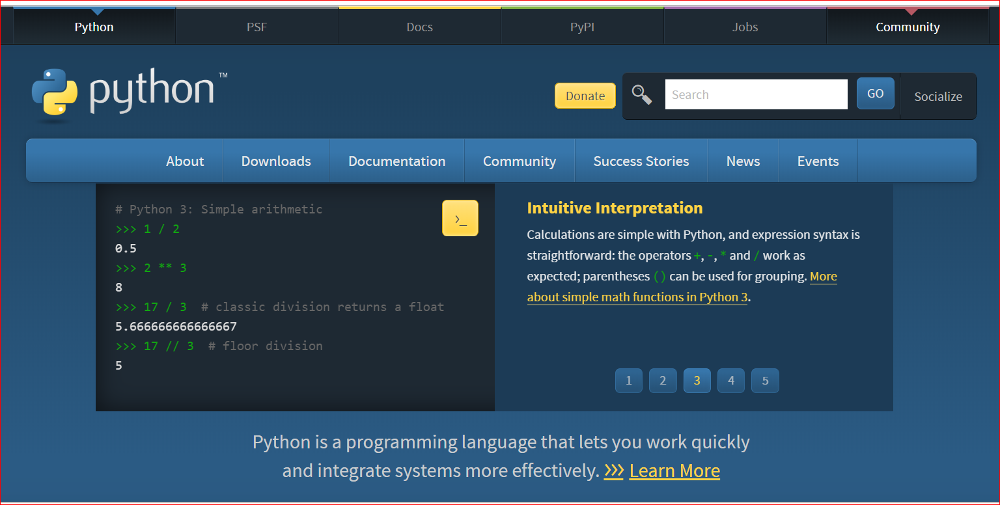 Python PSF Docs PyPI Jobs Community
python™
Donate Search GO Socialize
About Downloads Documentation Community Success Stories News Events
# Python 3: Simple arithmetic
>>> 1 / 2
0.5
>>> 2 ** 3
8
>>> 17 / 3  # classic division returns a float
5.666666666666667
>>> 17 // 3  # floor division
5
>_
Intuitive Interpretation
Calculations are simple with Python, and expression syntax is
straightforward: the operators +, -, * and / work as
expected; parentheses () can be used for grouping. More
about simple math functions in Python 3.
1 2 3 4 5
Python is a programming language that lets you work quickly
and integrate systems more effectively. >>> Learn More